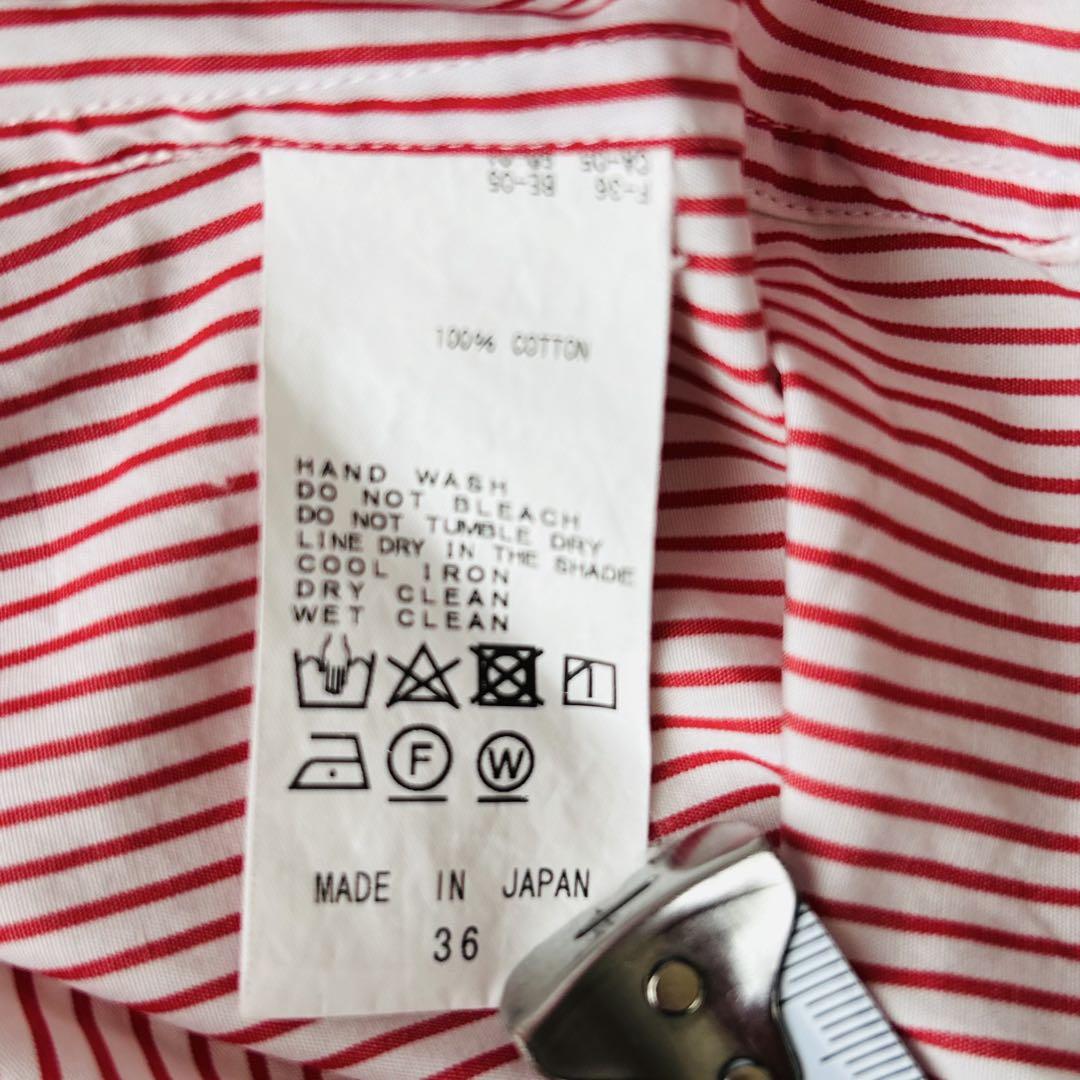 100% COTTON
HAND WASH
DO NOT BLEACH
DO NOT TUMBLE DRY
LINE DRY IN THE SHADE
COOL IRON
DRY CLEAN
WET CLEAN
F W
MADE IN JAPAN
36